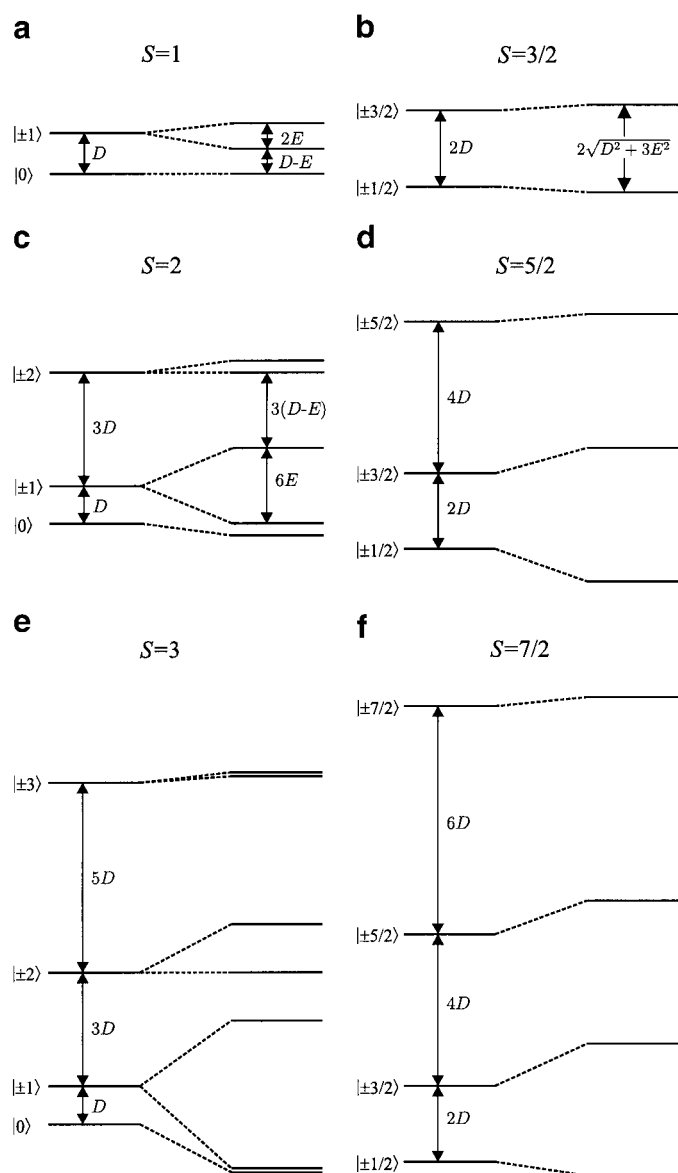 a
S=1
|±1⟩
D
|0⟩
2E
D-E
b
S=3/2
|±3/2⟩
2D
|±1/2⟩
2√D² + 3E²
c
S=2
|±2⟩
3D
|±1⟩
D
|0⟩
3(D-E)
6E
d
S=5/2
|±5/2⟩
4D
|±3/2⟩
2D
|±1/2⟩
e
S=3
|±3⟩
5D
|±2⟩
3D
|±1⟩
D
|0⟩
f
S=7/2
|±7/2⟩
6D
|±5/2⟩
4D
|±3/2⟩
2D
|±1/2⟩